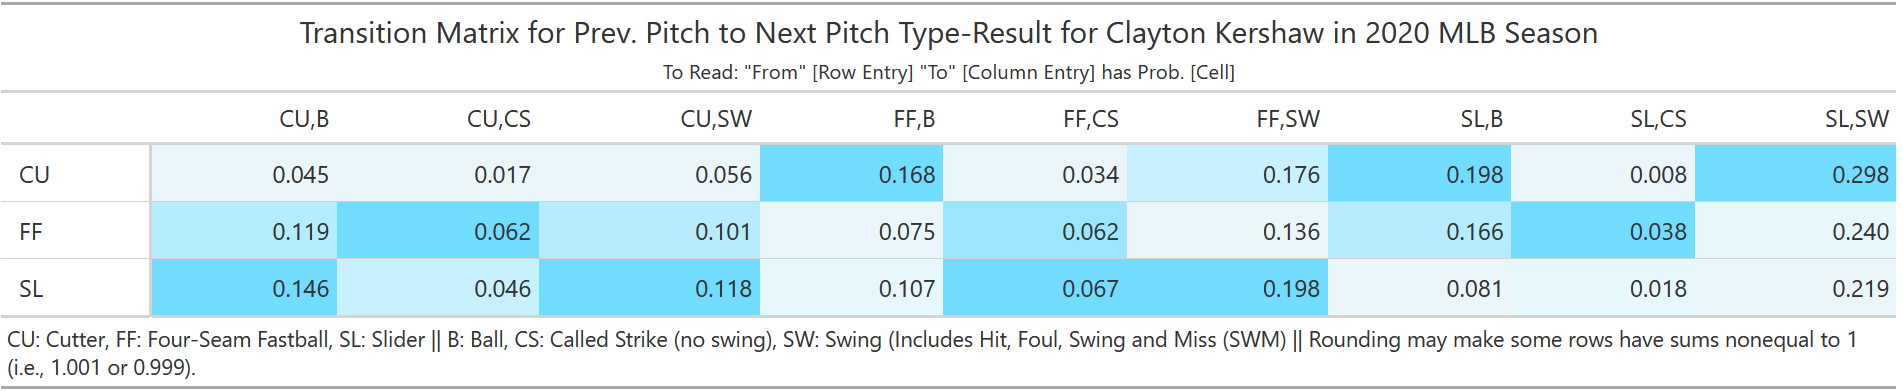 Transition Matrix for Prev. Pitch to Next Pitch Type-Result for Clayton Kershaw in 2020 MLB Season
To Read: "From" [Row Entry] "To" [Column Entry] has Prob. [Cell]
CU,B CU,CS CU,SW FF,B FF,CS FF,SW SL,B SL,CS SL,SW
CU 0.045 0.017 0.056 0.168 0.034 0.176 0.198 0.008 0.298
FF 0.119 0.062 0.101 0.075 0.062 0.136 0.166 0.038 0.240
SL 0.146 0.046 0.118 0.107 0.067 0.198 0.081 0.018 0.219
CU: Cutter, FF: Four-Seam Fastball, SL: Slider || B: Ball, CS: Called Strike (no swing), SW: Swing (Includes Hit, Foul, Swing and Miss (SWM) || Rounding may make some rows have sums nonequal to 1
(i.e., 1.001 or 0.999).